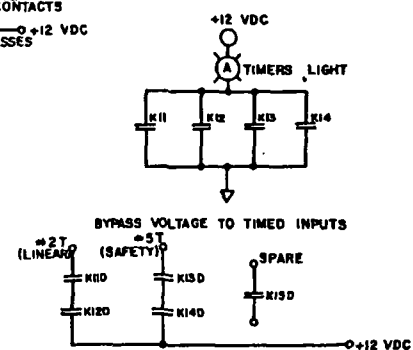 CONTACTS
+12 VDC
SSES
+12 VDC
A
TIMERS LIGHT
K11
K12
K13
K14
BYPASS VOLTAGE TO TIMED INPUTS
#2T
(LINEAR)
#5T
(SAFETY)
SPARE
K11D
K13D
K15D
K12D
K14D
+12 VDC